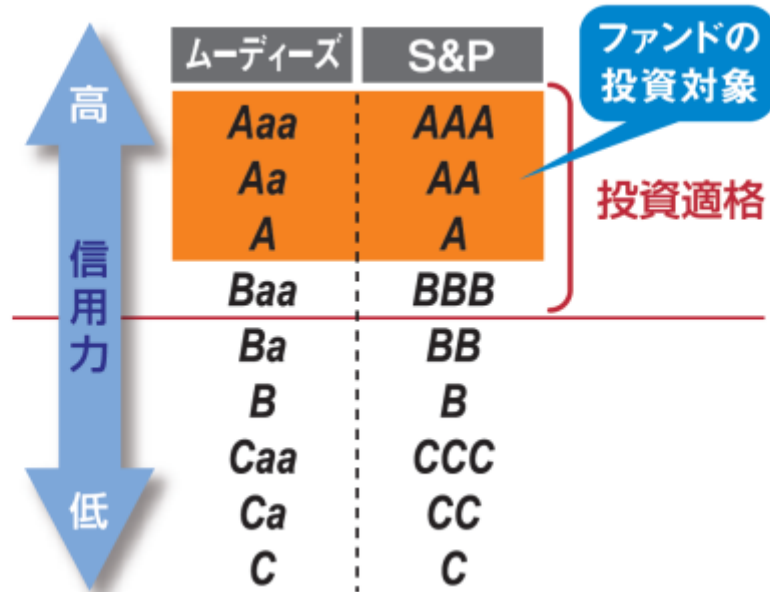 ファンドの
投資対象
ムーディーズ S&P
高
Aaa AAA
Aa AA
A A
投資適格
Baa BBB
信用力
Ba BB
B B
Caa CCC
Ca CC
低
C C